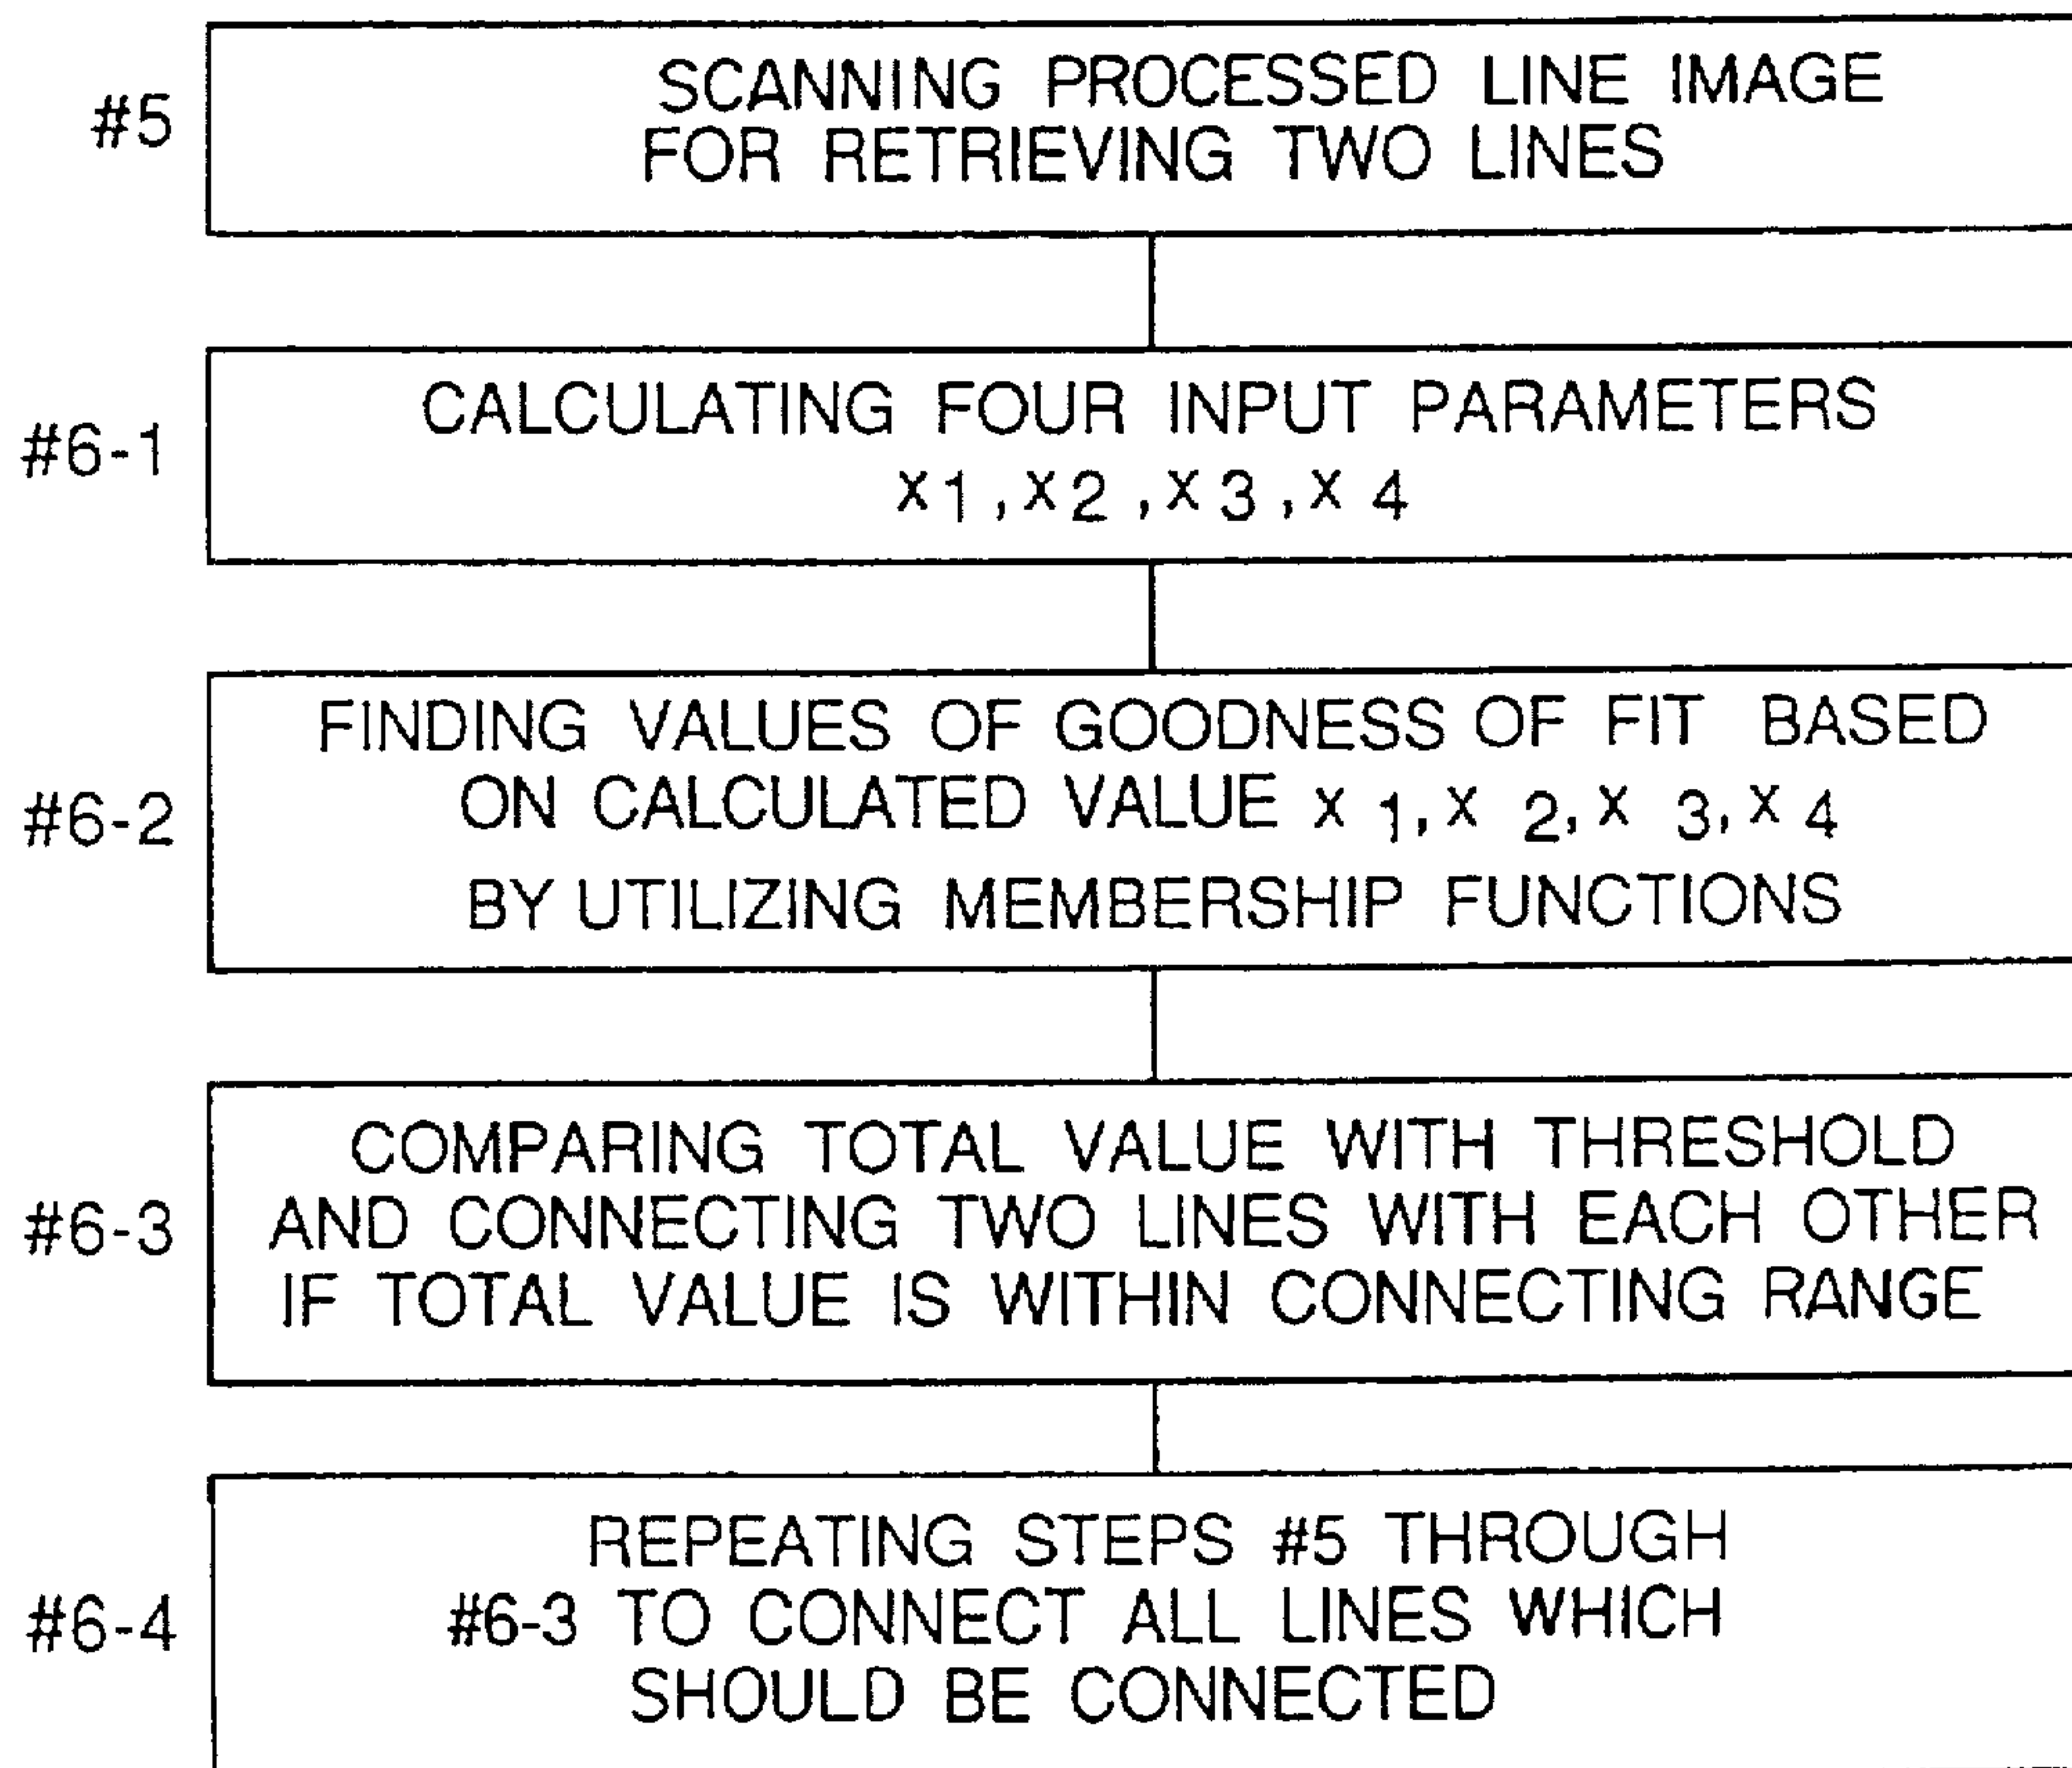 #5
SCANNING PROCESSED LINE IMAGE
FOR RETRIEVING TWO LINES
#6-1
CALCULATING FOUR INPUT PARAMETERS
x1, x2, x3, x4
#6-2
FINDING VALUES OF GOODNESS OF FIT BASED
ON CALCULATED VALUE x1, x2, x3, x4
BY UTILIZING MEMBERSHIP FUNCTIONS
#6-3
COMPARING TOTAL VALUE WITH THRESHOLD
AND CONNECTING TWO LINES WITH EACH OTHER
IF TOTAL VALUE IS WITHIN CONNECTING RANGE
#6-4
REPEATING STEPS #5 THROUGH
#6-3 TO CONNECT ALL LINES WHICH
SHOULD BE CONNECTED